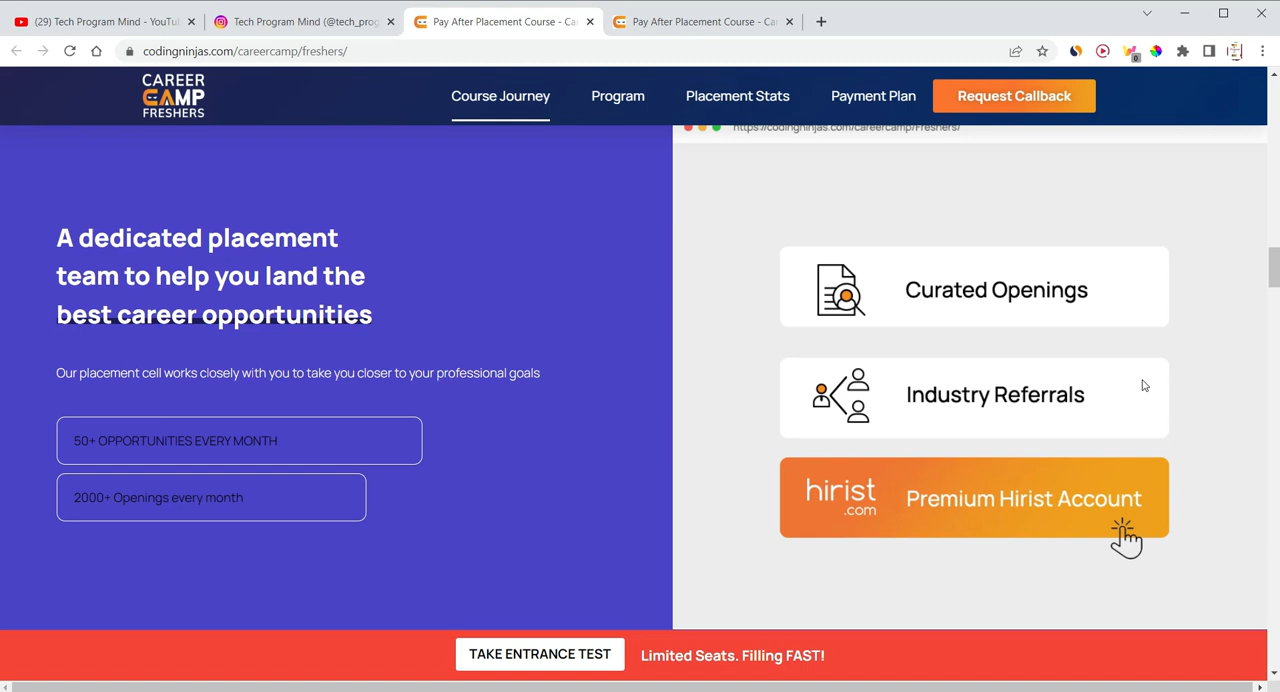 (29) Tech Program Mind - YouTu
Tech Program Mind (@tech_prog
Pay After Placement Course - Ca
Pay After Placement Course - Ca
codingninjas.com/careercamp/freshers/
0
CAREER
CAMP
FRESHERS
Course Journey
Program
Placement Stats
Payment Plan
Request Callback
https://codingninjas.com/careercamp/Freshers/
A dedicated placement
team to help you land the
best career opportunities
Our placement cell works closely with you to take you closer to your professional goals
50+ OPPORTUNITIES EVERY MONTH
2000+ Openings every month
Curated Openings
Industry Referrals
hirist
.com
Premium Hirist Account
TAKE ENTRANCE TEST
Limited Seats. Filling FAST!